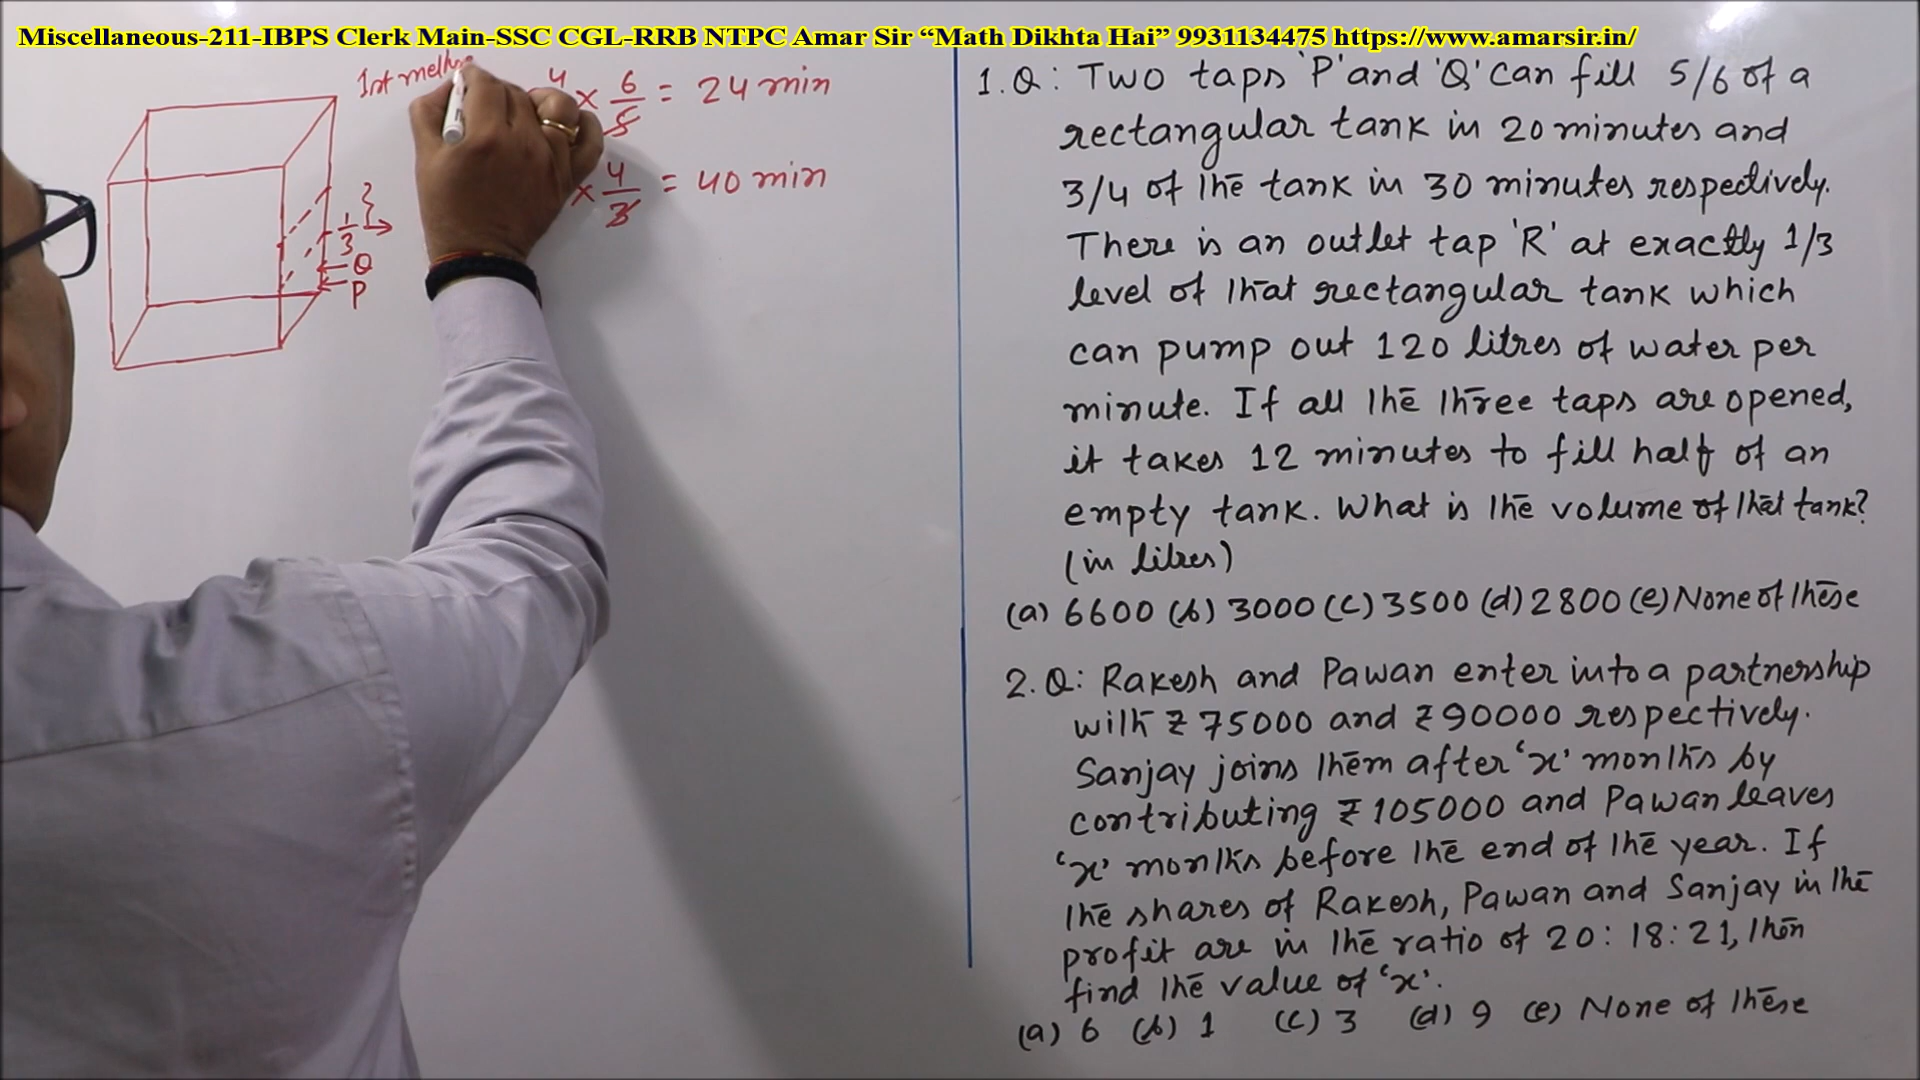 Miscellaneous-211-IBPS Clerk Main-SSC CGL-RRB NTPC Amar Sir “Math Dikhta Hai” 9931134475 https://www.amarsir.in/
Ist
4 × 6/5 = 24 min
× 4/3 = 40 min
1/3
Q
P
1. Q: Two taps 'P' and 'Q' can fill 5/6 of a
rectangular tank in 20 minutes and
3/4 of the tank in 30 minutes respectively.
There is an outlet tap 'R' at exactly 1/3
level of that rectangular tank which
can pump out 120 litres of water per
minute. If all the three taps are opened,
it takes 12 minutes to fill half of an
empty tank. What is the volume of that tank?
(in litres)
(a) 6600 (b) 3000 (c) 3500 (d) 2800 (e) None of these
2. Q: Rakesh and Pawan enter into a partnership
with ₹ 75000 and ₹ 90000 respectively.
Sanjay joins them after 'x' months by
contributing ₹ 105000 and Pawan leaves
'x' months before the end of the year. If
the shares of Rakesh, Pawan and Sanjay in the
profit are in the ratio of 20 : 18 : 21, then
find the value of 'x'.
(a) 6 (b) 1 (c) 3 (d) 9 (e) None of these